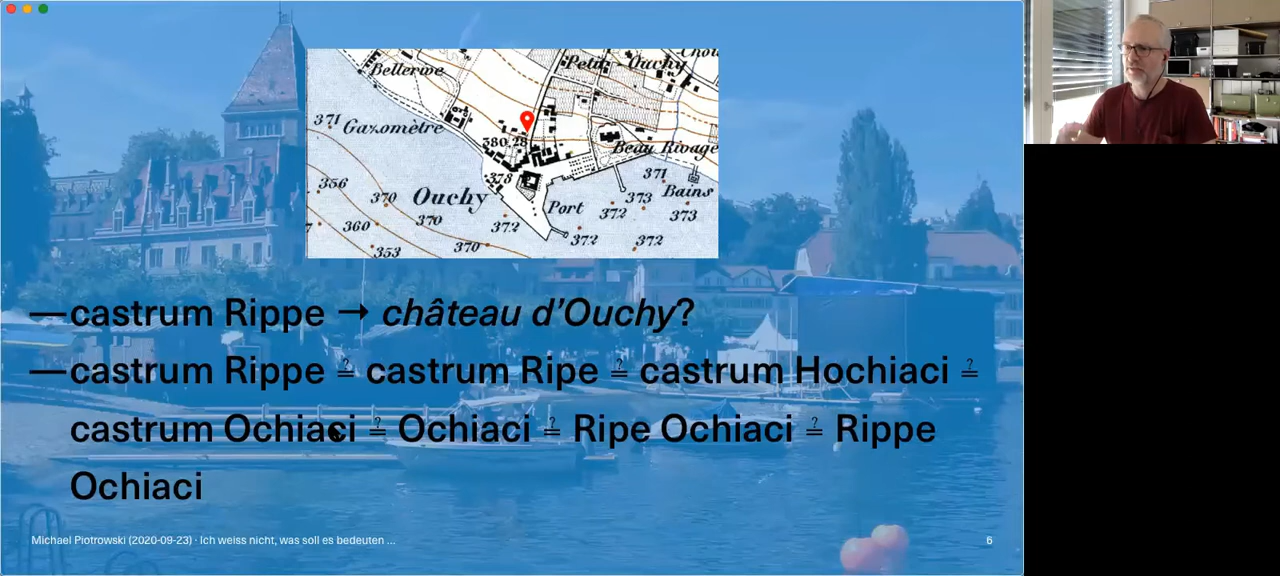 Bellerive
Petit-Ouchy
371 Gazomètre
380.28
Beau Rivage
356
378
371
370
Ouchy
373
Bains
370
Port
372
373
360
372
372
353
370
372
— castrum Rippe → château d’Ouchy?
— castrum Rippe ≟ castrum Ripe ≟ castrum Hochiaci ≟
castrum Ochiaci ≟ Ochiaci ≟ Ripe Ochiaci ≟ Rippe
Ochiaci
Michael Piotrowski (2020-09-23) · Ich weiss nicht, was soll es bedeuten ...
6